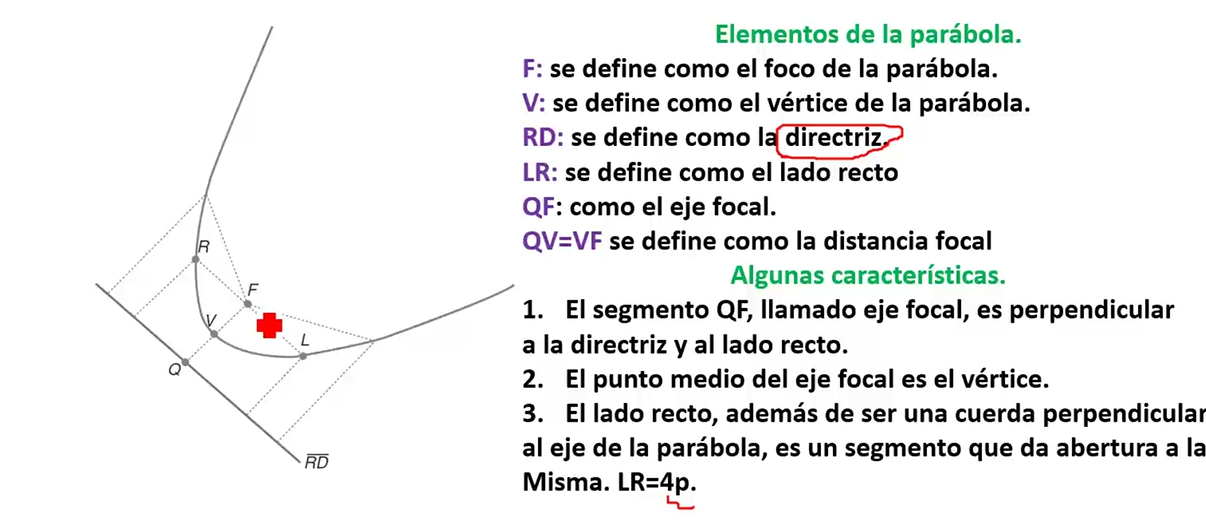 Elementos de la parábola.
F: se define como el foco de la parábola.
V: se define como el vértice de la parábola.
RD: se define como la directriz.
LR: se define como el lado recto
QF: como el eje focal.
QV=VF se define como la distancia focal
Algunas características.
1. El segmento QF, llamado eje focal, es perpendicular
a la directriz y al lado recto.
2. El punto medio del eje focal es el vértice.
3. El lado recto, además de ser una cuerda perpendicular
al eje de la parábola, es un segmento que da abertura a la
Misma. LR=4p.
R
F
V
L
Q
RD